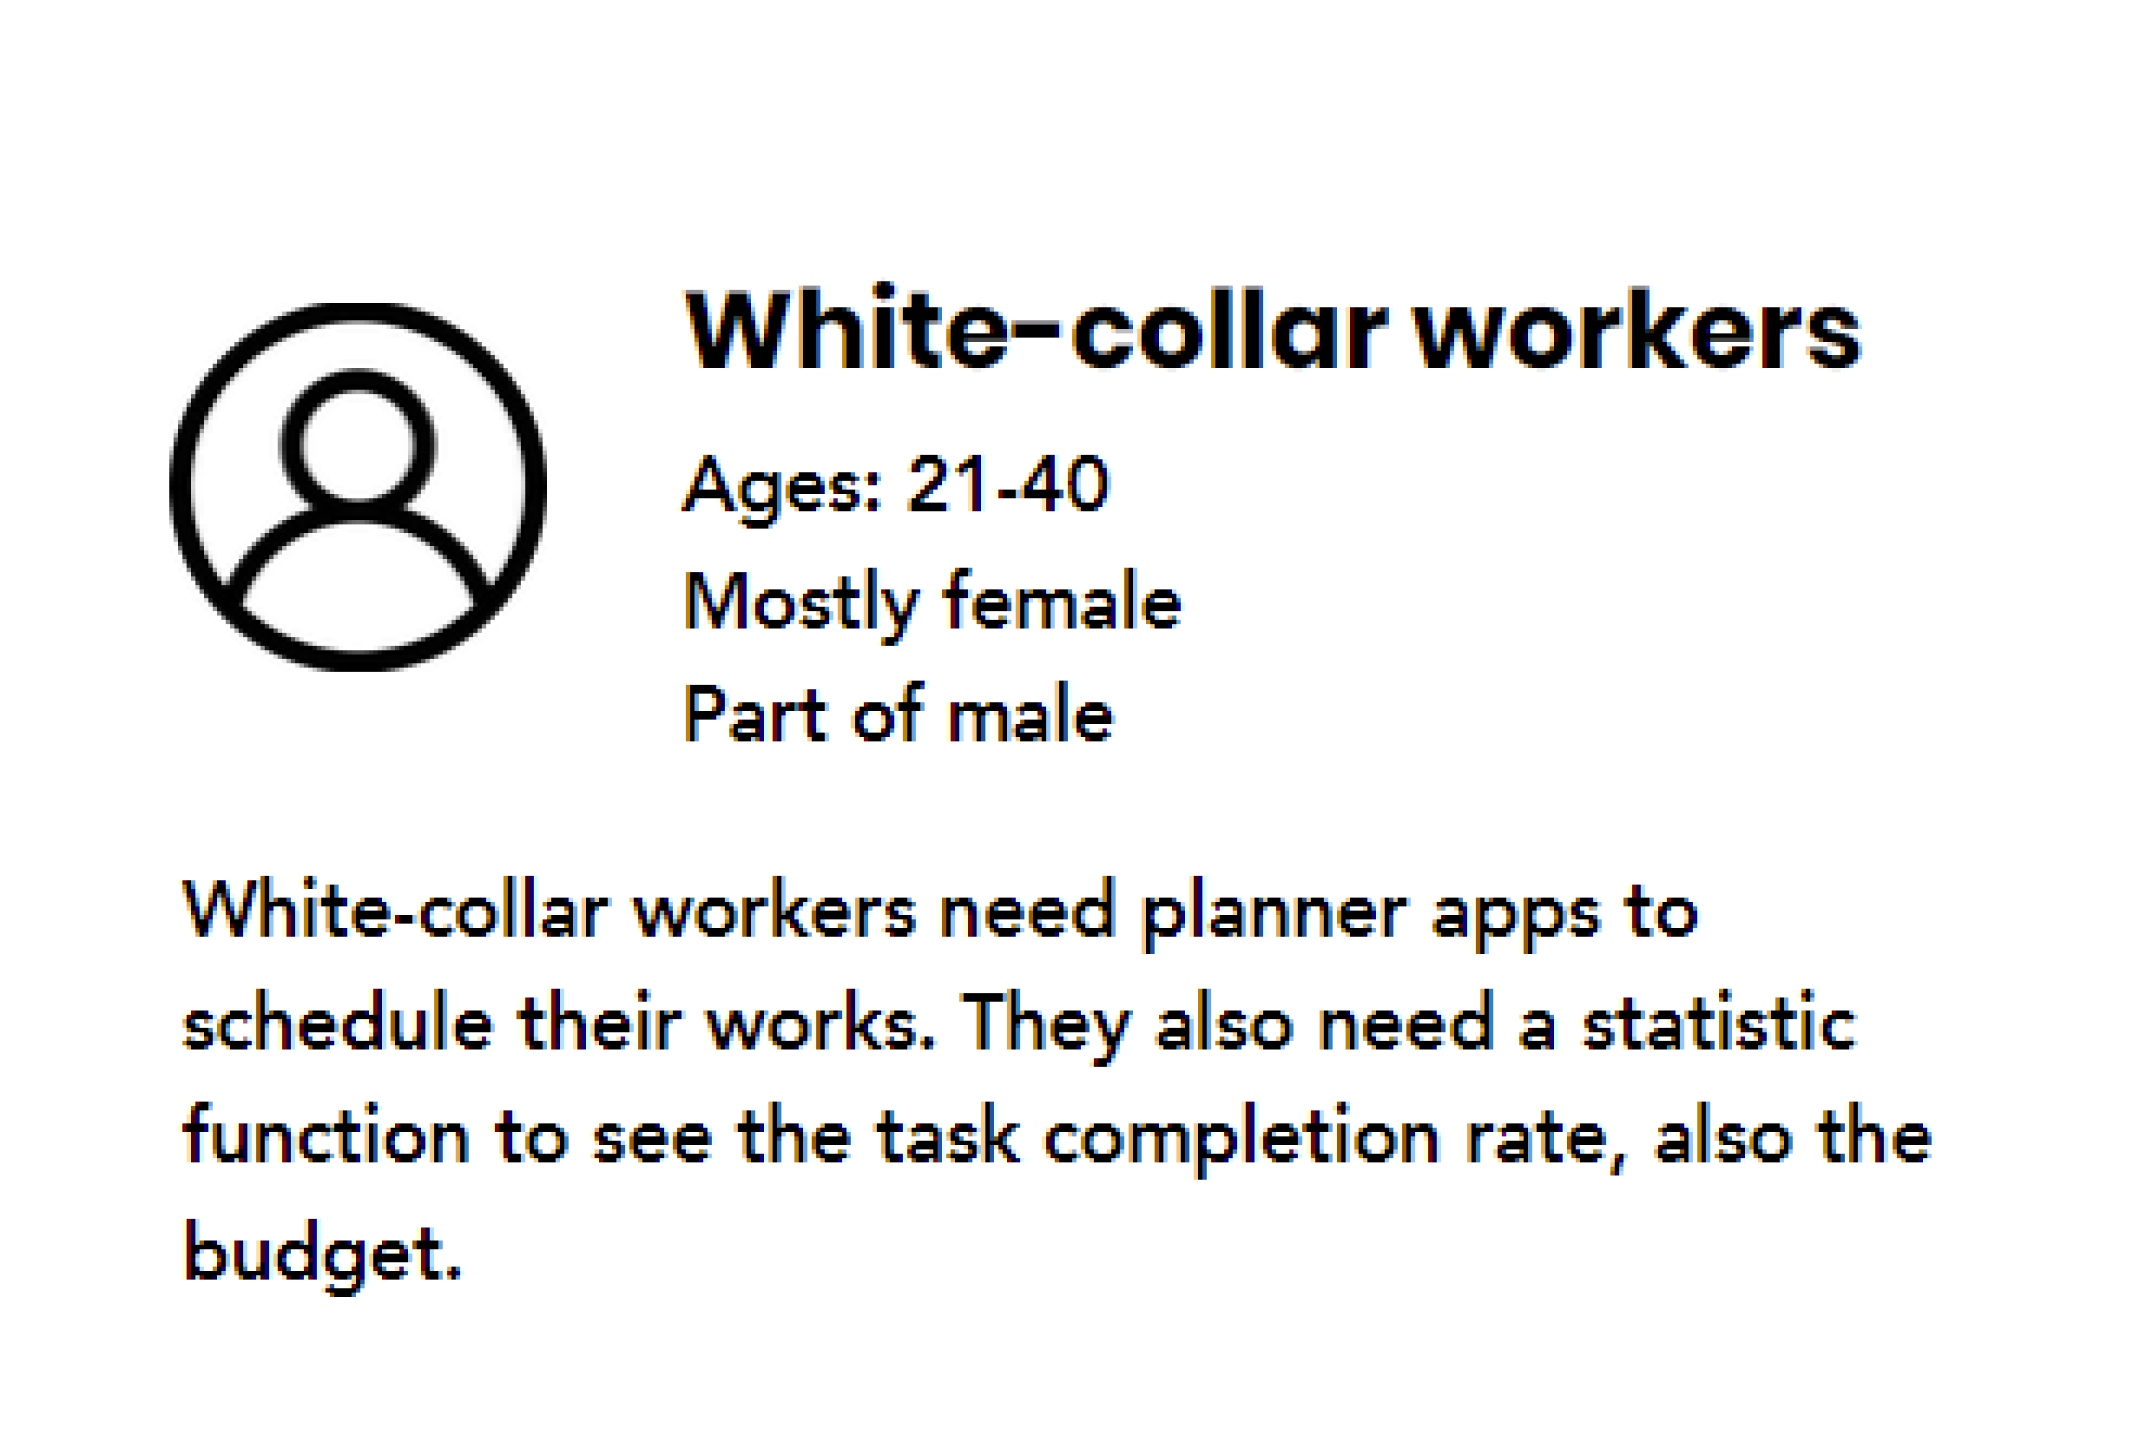 White-collar workers
Ages: 21-40
Mostly female
Part of male
White-collar workers need planner apps to
schedule their works. They also need a statistic
function to see the task completion rate, also the
budget.